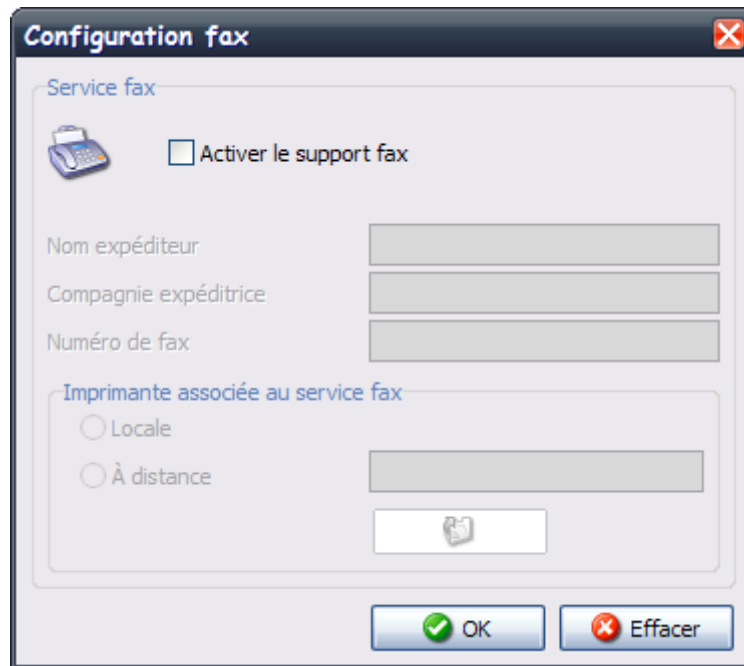 Configuration fax
Service fax
Activer le support fax
Nom expéditeur
Compagnie expéditrice
Numéro de fax
Imprimante associée au service fax
Locale
À distance
OK
Effacer